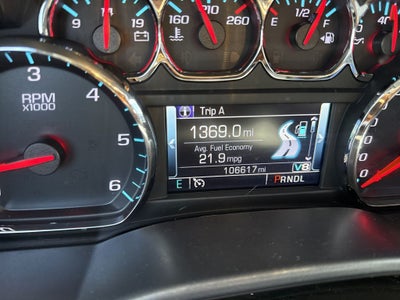 9 14 19
160 210 260
E 1/2 F
40
3
4
5
6
RPM
X1000
Trip A
1369.0 mi
Avg. Fuel Economy
21.9 mpg
106617 mi V8
E PRNDL